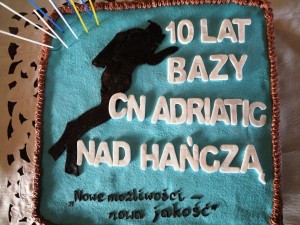 10 LAT
BAZY
CN ADRIATIC
NAD HAŃCZĄ
„Nowe możliwości –
nowa jakość”